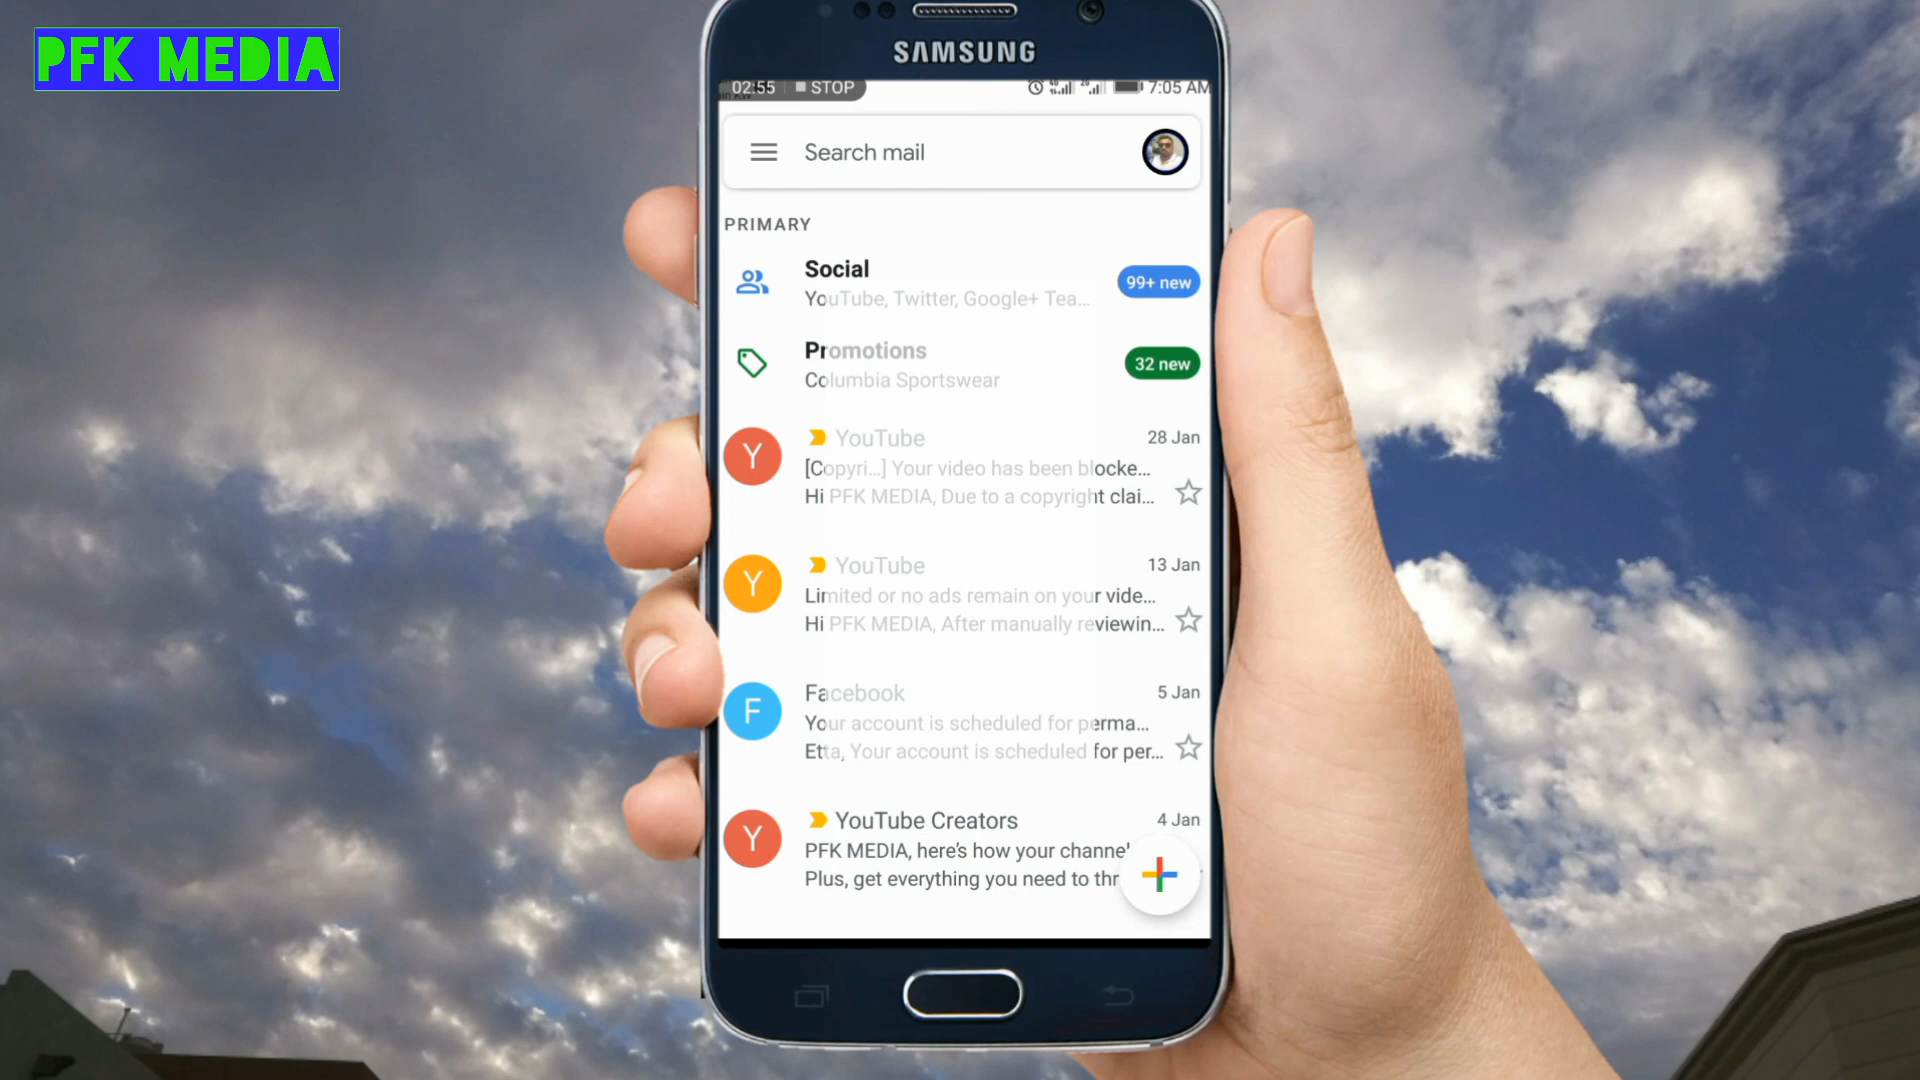 PFK MEDIA
SAMSUNG
02:55 STOP 7:05 AM
Search mail
PRIMARY
Social
99+ new
YouTube, Twitter, Google+ Tea...
Promotions
32 new
Columbia Sportswear
Y YouTube 28 Jan
[Copyri...] Your video has been blocke...
Hi PFK MEDIA, Due to a copyright clai...
Y YouTube 13 Jan
Limited or no ads remain on your vide...
Hi PFK MEDIA, After manually reviewin...
F Facebook 5 Jan
Your account is scheduled for perma...
Etta, Your account is scheduled for per...
Y YouTube Creators 4 Jan
PFK MEDIA, here's how your channel
Plus, get everything you need to thr